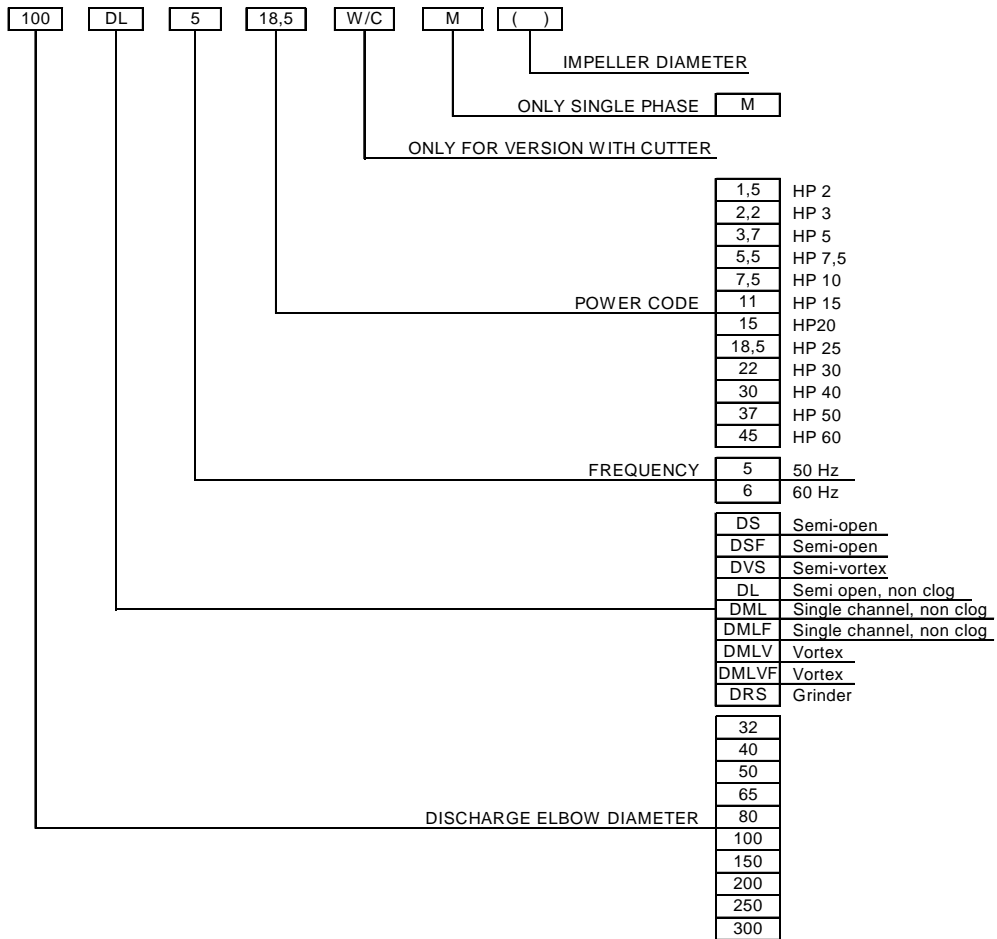 100 DL 5 18,5 W/C M ( )
IMPELLER DIAMETER
ONLY SINGLE PHASE M
ONLY FOR VERSION WITH CUTTER
1,5 HP 2
2,2 HP 3
3,7 HP 5
5,5 HP 7,5
7,5 HP 10
POWER CODE 11 HP 15
15 HP20
18,5 HP 25
22 HP 30
30 HP 40
37 HP 50
45 HP 60
FREQUENCY 5 50 Hz
6 60 Hz
DS Semi-open
DSF Semi-open
DVS Semi-vortex
DL Semi open, non clog
DML Single channel, non clog
DMLF Single channel, non clog
DMLV Vortex
DMLVF Vortex
DRS Grinder
32
40
50
65
DISCHARGE ELBOW DIAMETER 80
100
150
200
250
300